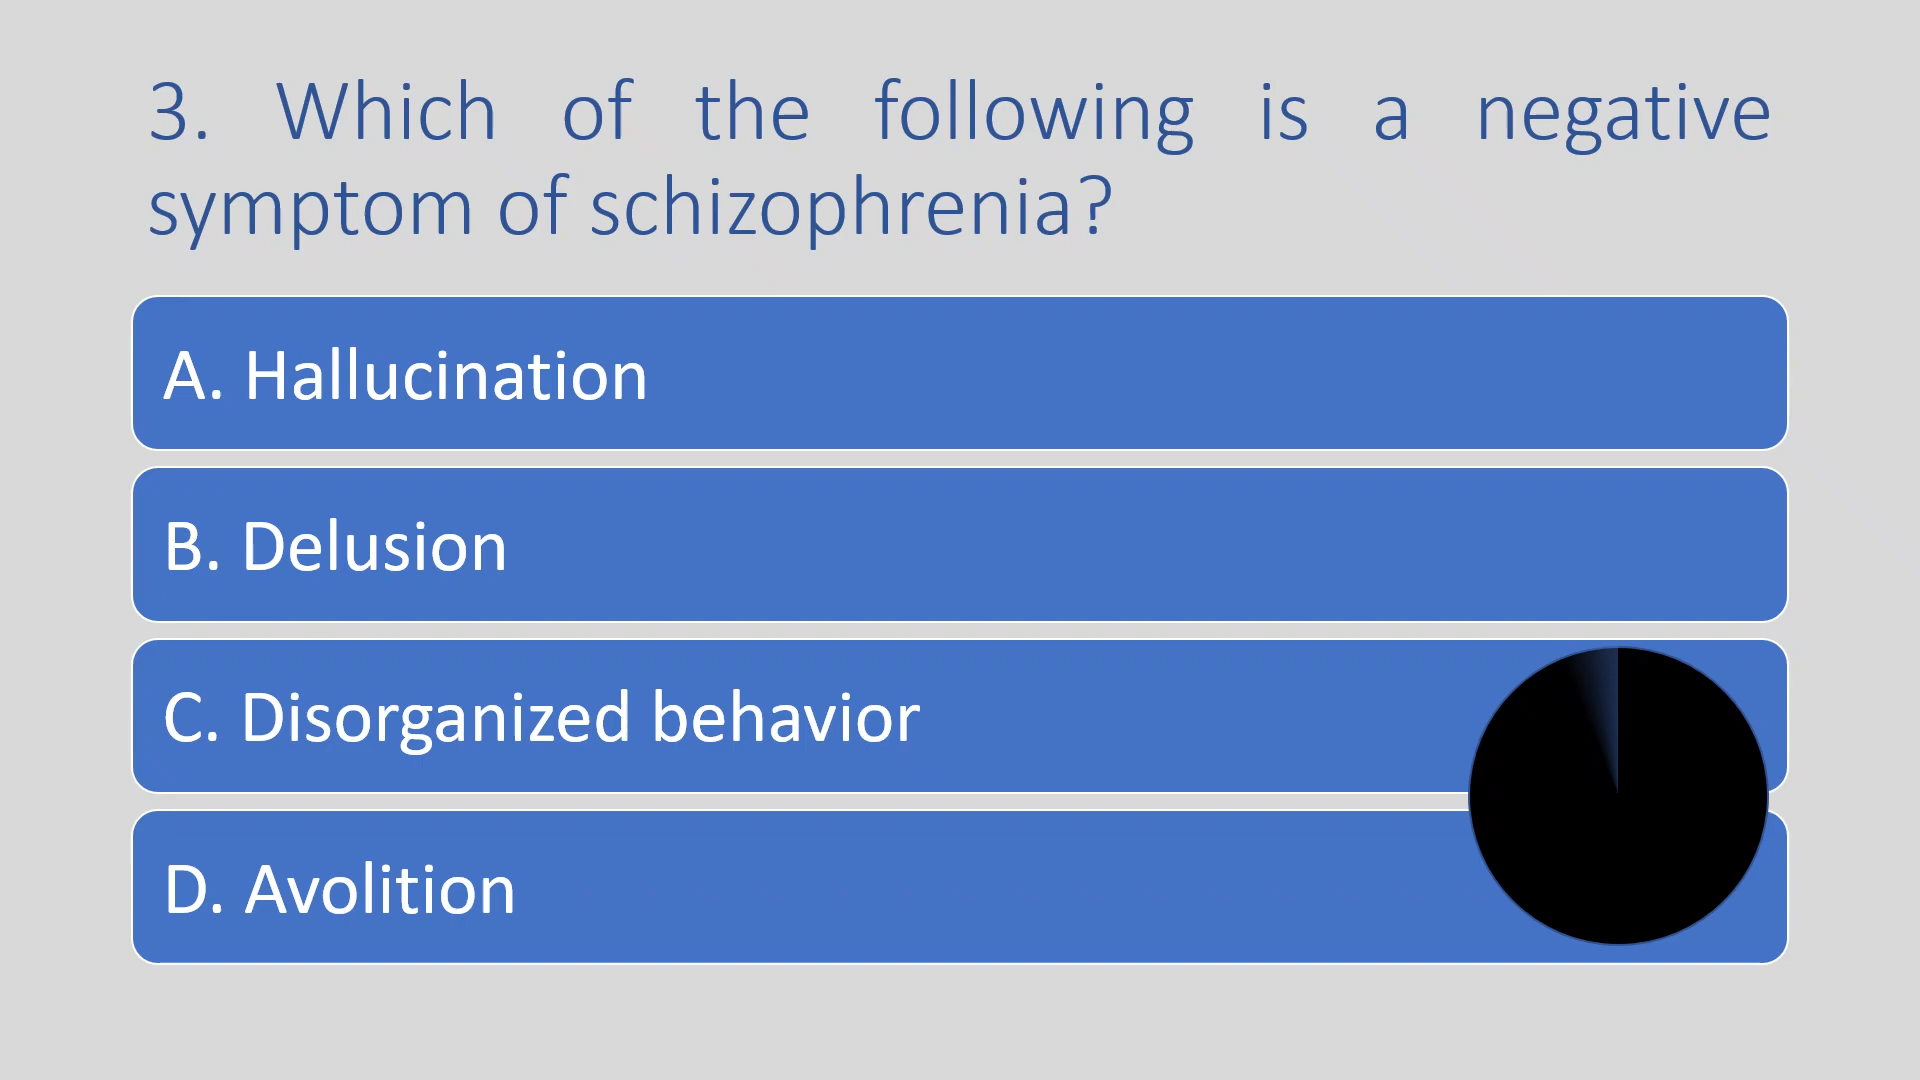 3. Which of the following is a negative
symptom of schizophrenia?
A. Hallucination
B. Delusion
C. Disorganized behavior
D. Avolition